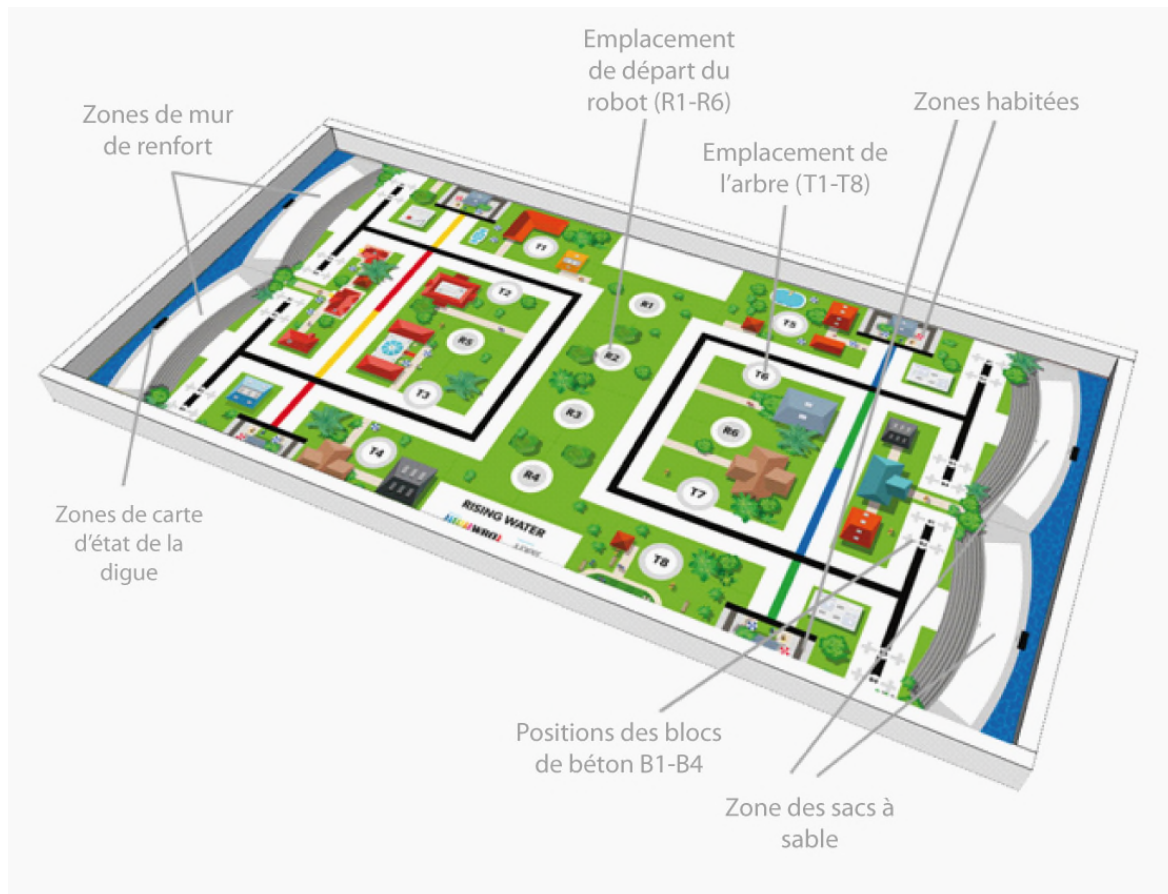 Emplacement
de départ du
robot (R1-R6)
Zones habitées
Zones de mur
de renfort
Emplacement de
l'arbre (T1-T8)
T1
T2
R1
R5
R2
T5
T6
T3
R3
R6
T4
R4
T7
RISING WATER
T8
Zones de carte
d'état de la
digue
Positions des blocs
de béton B1-B4
Zone des sacs à
sable